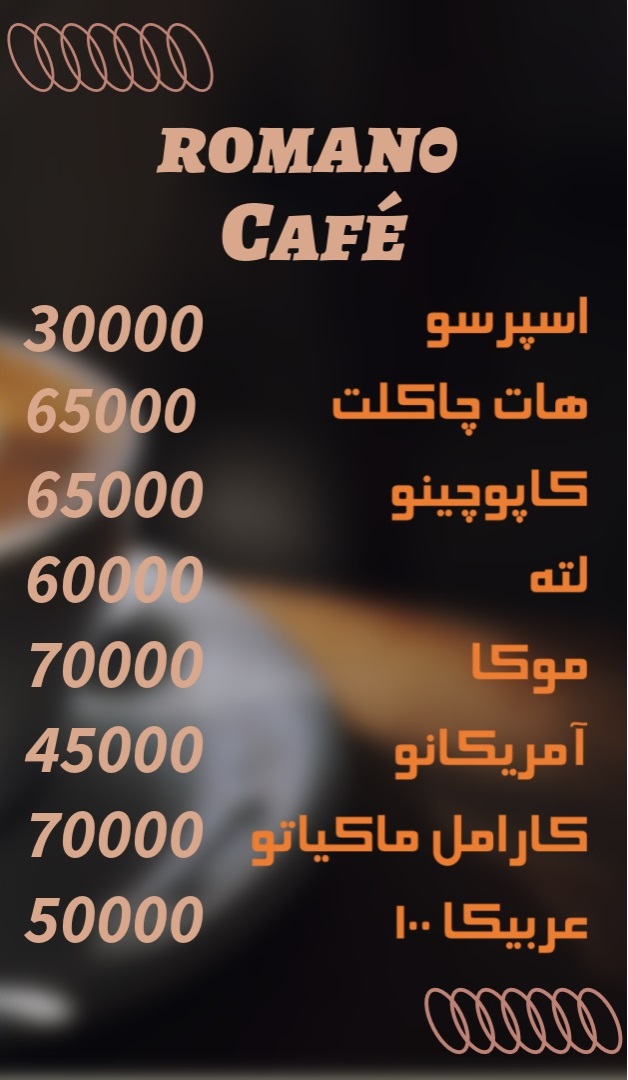 ROMANO
CAFÉ
اسپرسو 30000
هات چاکلت 65000
کاپوچینو 65000
لته 60000
موکا 70000
آمریکانو 45000
کارامل ماکیاتو 70000
عربیکا ۱۰۰ 50000